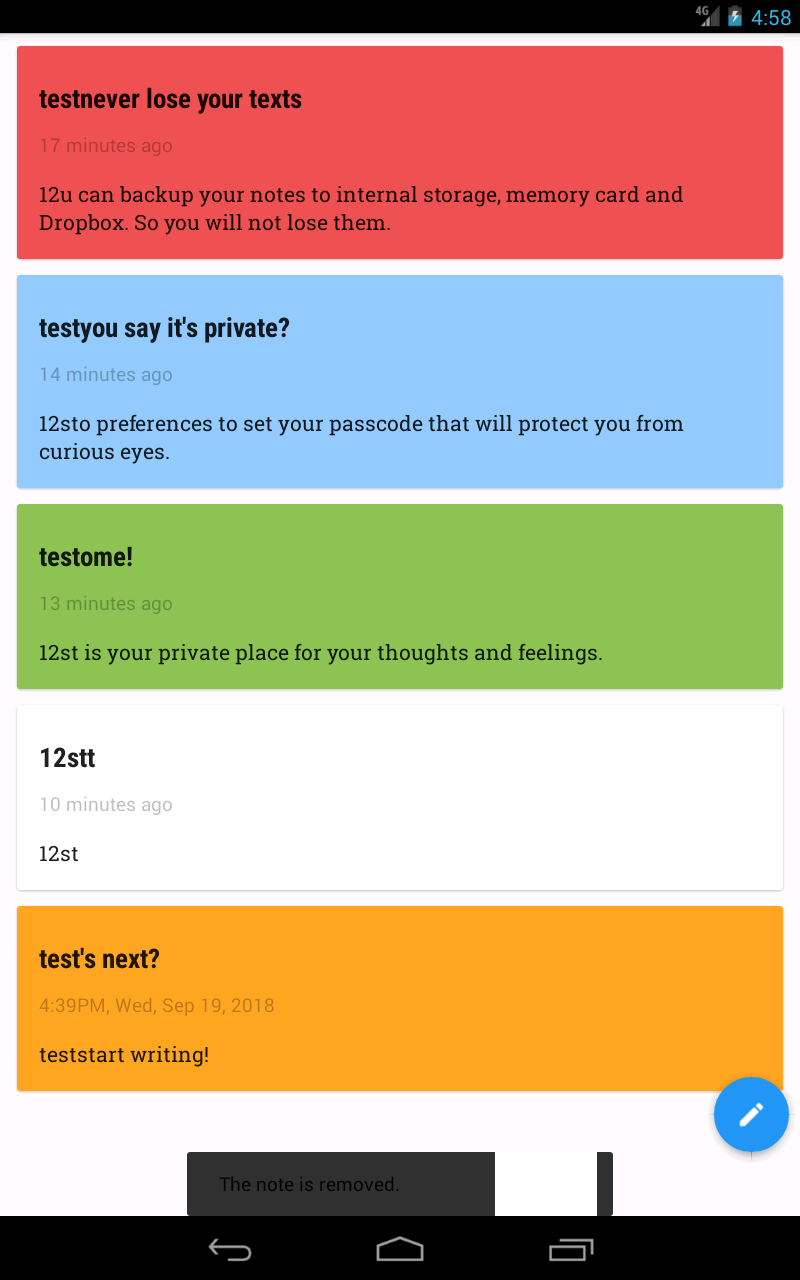 4G 4:58
testnever lose your texts
17 minutes ago
12u can backup your notes to internal storage, memory card and
Dropbox. So you will not lose them.
testyou say it's private?
14 minutes ago
12sto preferences to set your passcode that will protect you from
curious eyes.
testome!
13 minutes ago
12st is your private place for your thoughts and feelings.
12stt
10 minutes ago
12st
test's next?
4:39PM, Wed, Sep 19, 2018
teststart writing!
The note is removed.